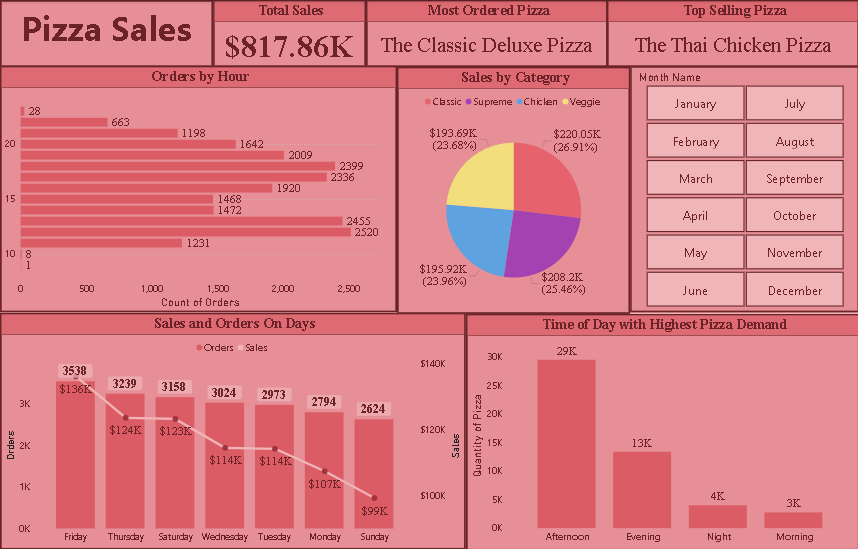 Pizza Sales
Total Sales
$817.86K
Most Ordered Pizza
The Classic Deluxe Pizza
Top Selling Pizza
The Thai Chicken Pizza
Orders by Hour
28
663
1198
20
1642
2009
2399
2336
1920
15
1468
1472
2455
2520
1231
10
8
1
0
500
1,000
1,500
2,000
2,500
Count of Orders
Sales by Category
Classic
Supreme
Chicken
Veggie
$193.69K
(23.68%)
$220.05K
(26.91%)
$195.92K
(23.96%)
$208.2K
(25.46%)
Month Name
January
July
February
August
March
September
April
October
May
November
June
December
Sales and Orders On Days
Orders
Sales
3538
3239
3158
3024
2973
2794
2624
$136K
$124K
$123K
$114K
$114K
$107K
$99K
3K
2K
1K
0K
Orders
$140K
$120K
$100K
Sales
Friday
Thursday
Saturday
Wednesday
Tuesday
Monday
Sunday
Time of Day with Highest Pizza Demand
30K
25K
20K
15K
10K
5K
0K
Quantity of Pizza
29K
13K
4K
3K
Afternoon
Evening
Night
Morning